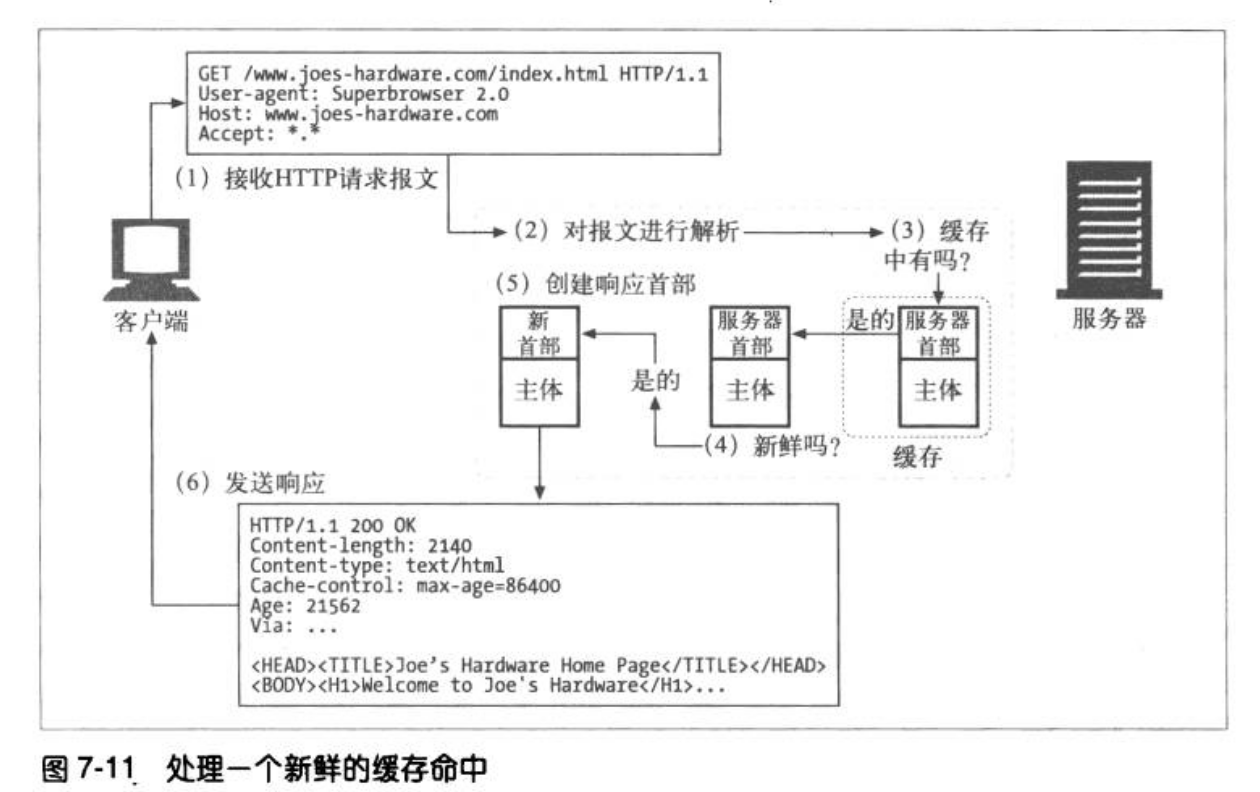 GET /www.joes-hardware.com/index.html HTTP/1.1
User-agent: Superbrowser 2.0
Host: www.joes-hardware.com
Accept: *.*
(1) 接收HTTP请求报文
(2) 对报文进行解析
(3) 缓存
中有吗?
客户端
服务器
(5) 创建响应首部
新
首部
主体
是的
服务器
首部
主体
是的
服务器
首部
主体
(4) 新鲜吗?
缓存
(6) 发送响应
HTTP/1.1 200 OK
Content-length: 2140
Content-type: text/html
Cache-control: max-age=86400
Age: 21562
Via: ...
<HEAD><TITLE>Joe's Hardware Home Page</TITLE></HEAD>
<BODY><H1>Welcome to Joe's Hardware</H1>...
图 7-11 处理一个新鲜的缓存命中